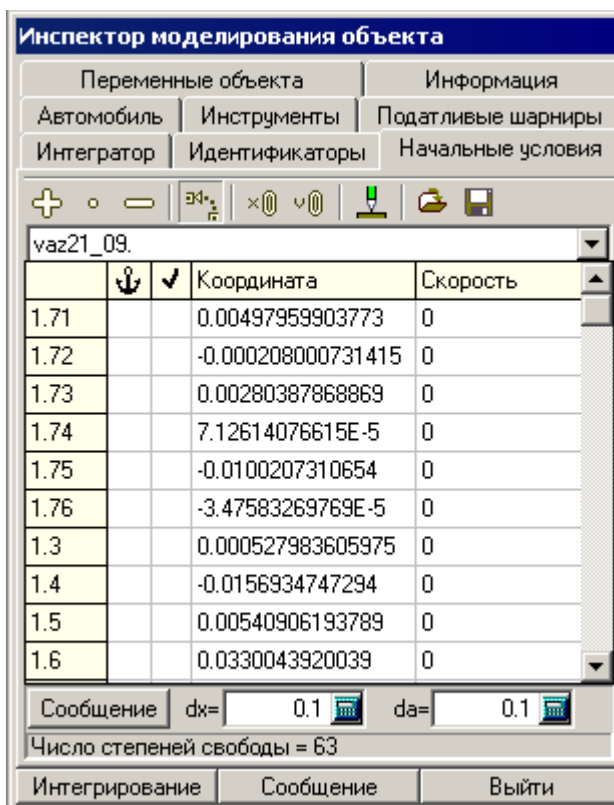 Инспектор моделирования объекта
Переменные объекта Информация
Автомобиль Инструменты Податливые шарниры
Интегратор Идентификаторы Начальные условия
x0 v0
vaz21_09.
Координата Скорость
1.71 0.00497959903773 0
1.72 -0.000208000731415 0
1.73 0.00280387868869 0
1.74 7.12614076615E-5 0
1.75 -0.0100207310654 0
1.76 -3.47583269769E-5 0
1.3 0.000527983605975 0
1.4 -0.0156934747294 0
1.5 0.00540906193789 0
1.6 0.0330043920039 0
Сообщение dx= 0.1 da= 0.1
Число степеней свободы = 63
Интегрирование Сообщение Выйти